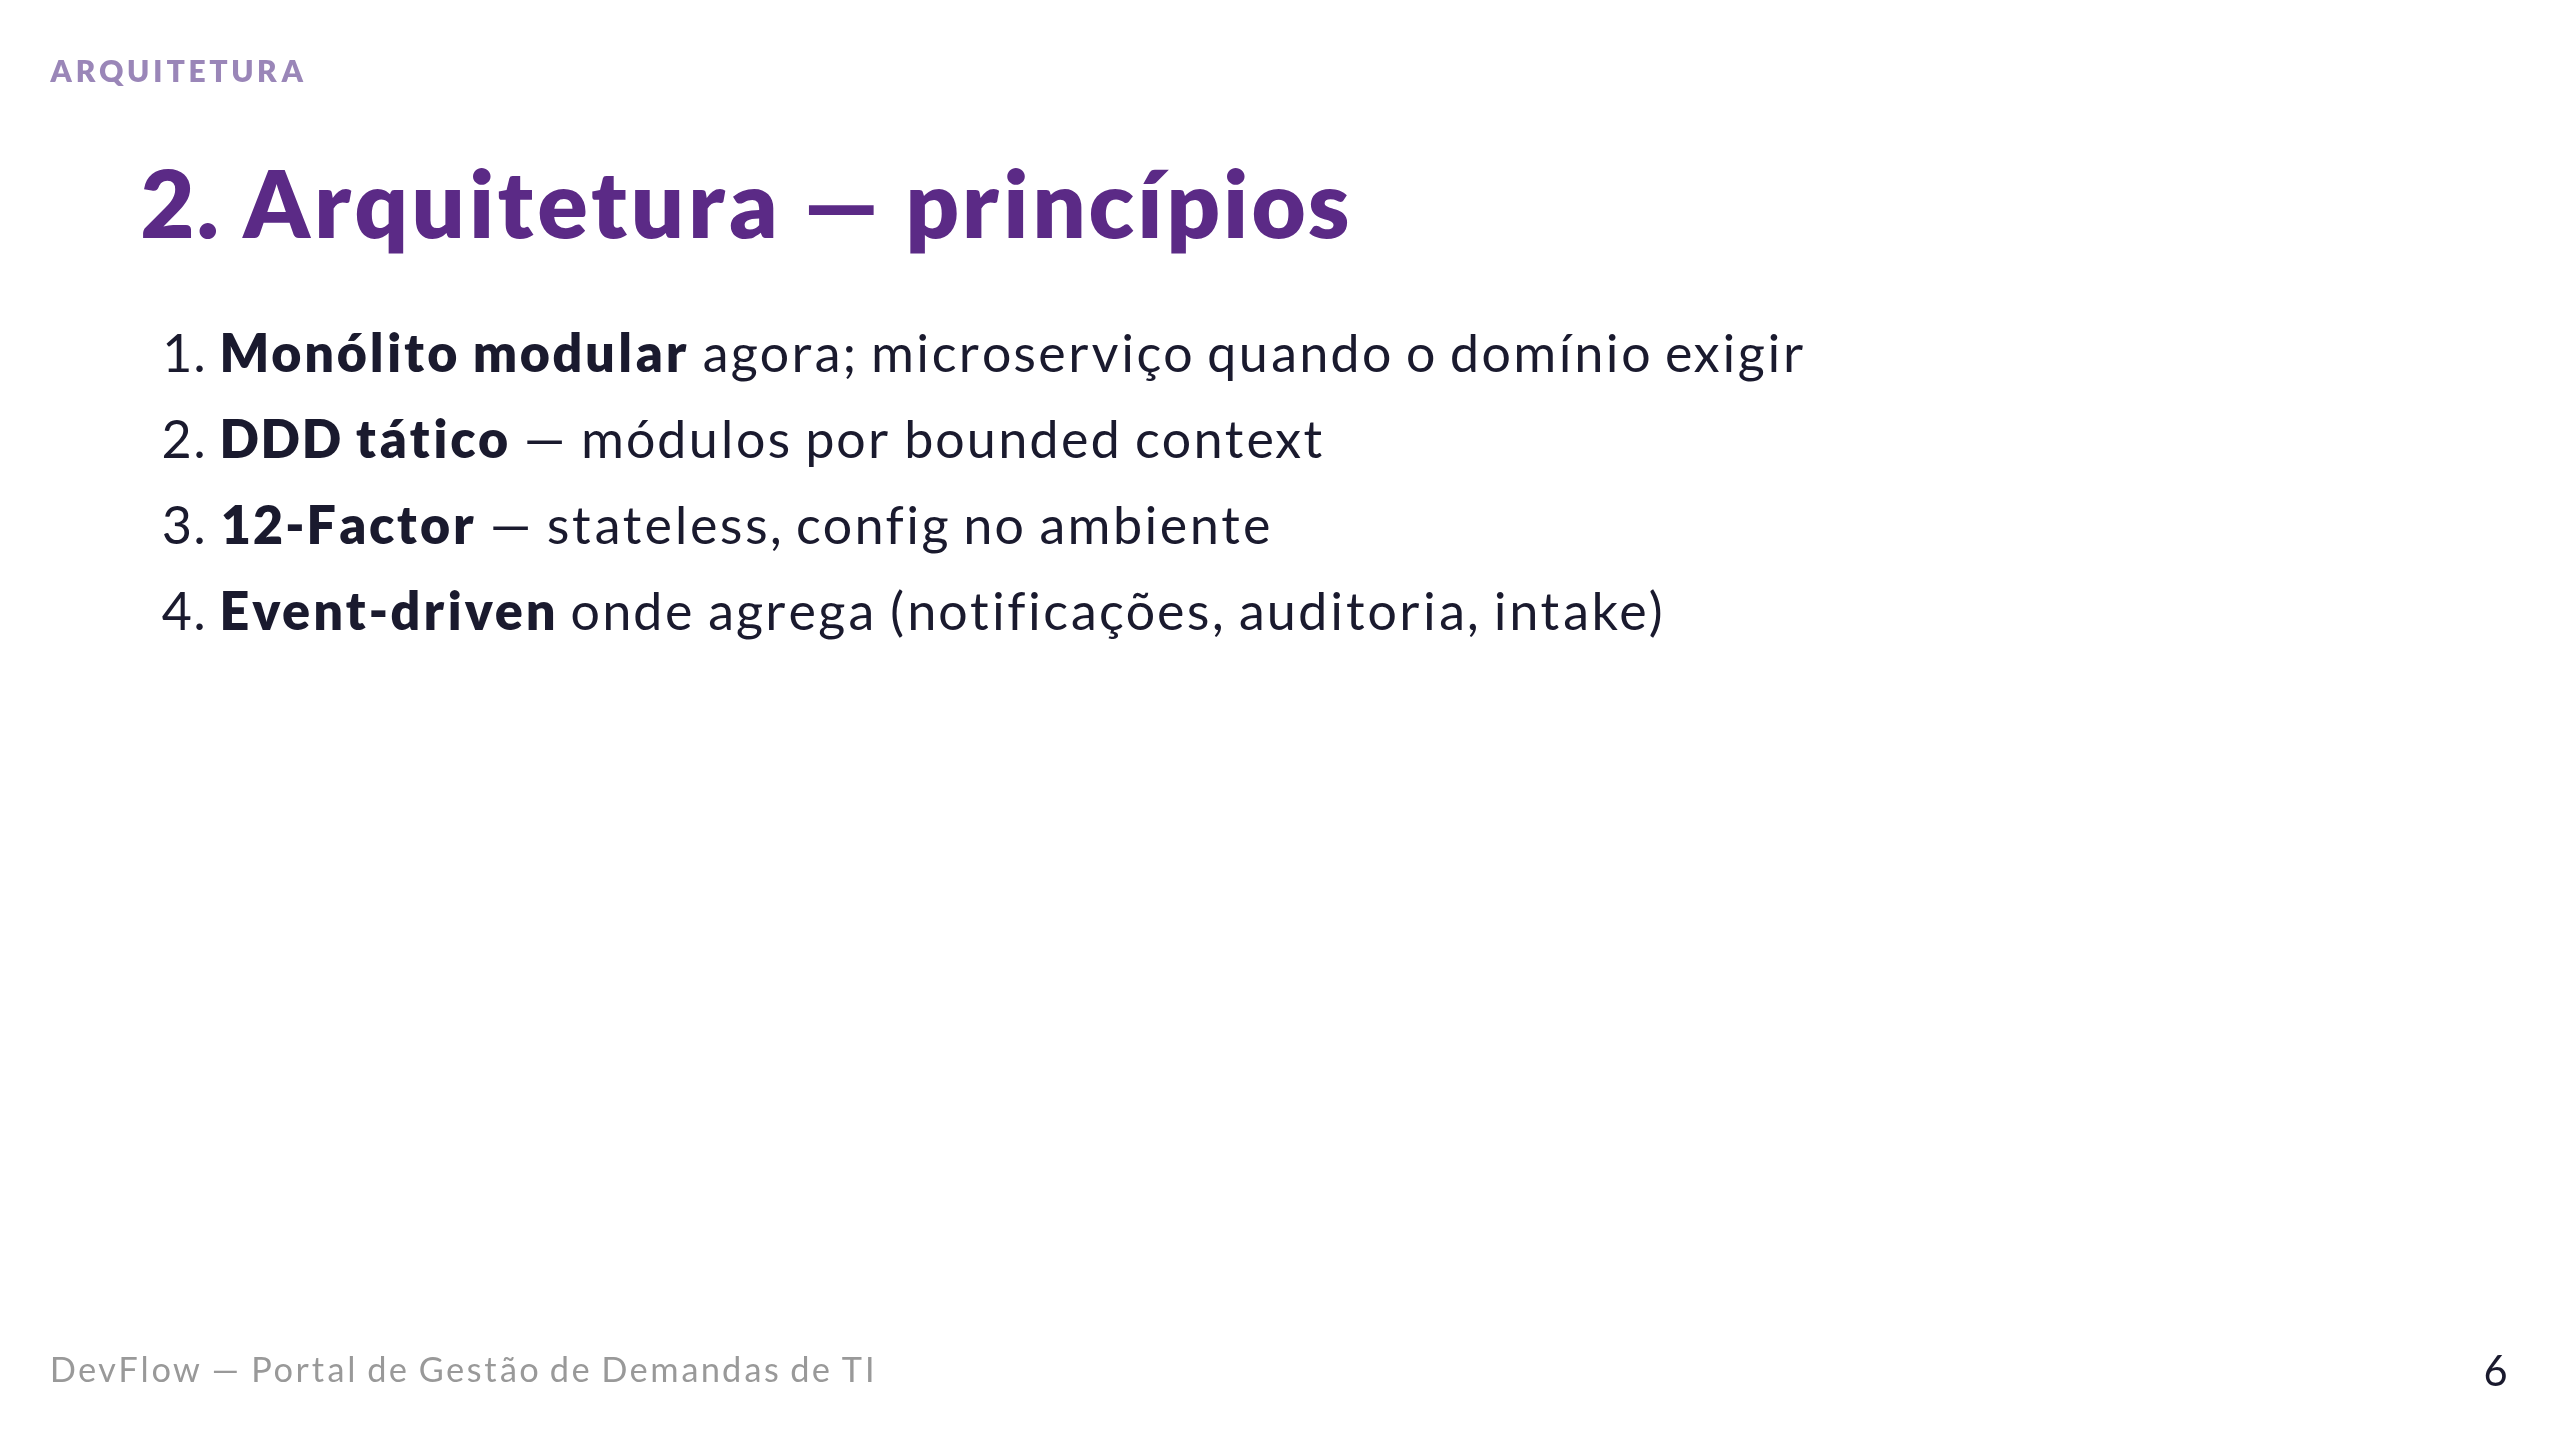 ARQUITETURA
2. Arquitetura — princípios
1. Monólito modular agora; microserviço quando o domínio exigir
2. DDD tático — módulos por bounded context
3. 12-Factor — stateless, config no ambiente
4. Event-driven onde agrega (notificações, auditoria, intake)
DevFlow — Portal de Gestão de Demandas de TI
6